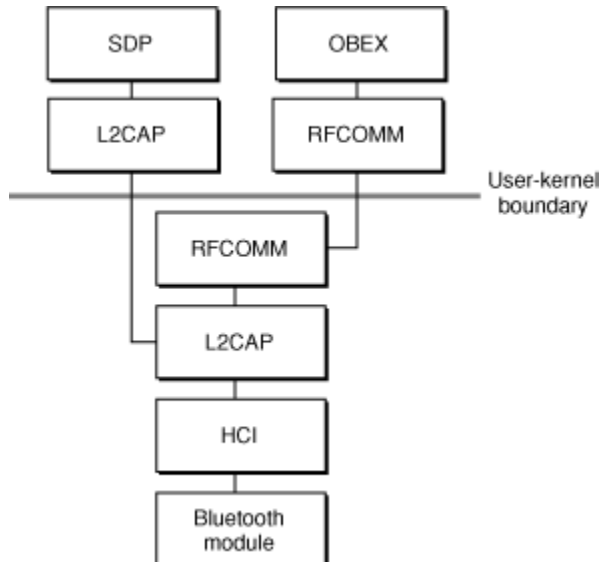 SDP
OBEX
L2CAP
RFCOMM
User-kernel
boundary
RFCOMM
L2CAP
HCI
Bluetooth
module